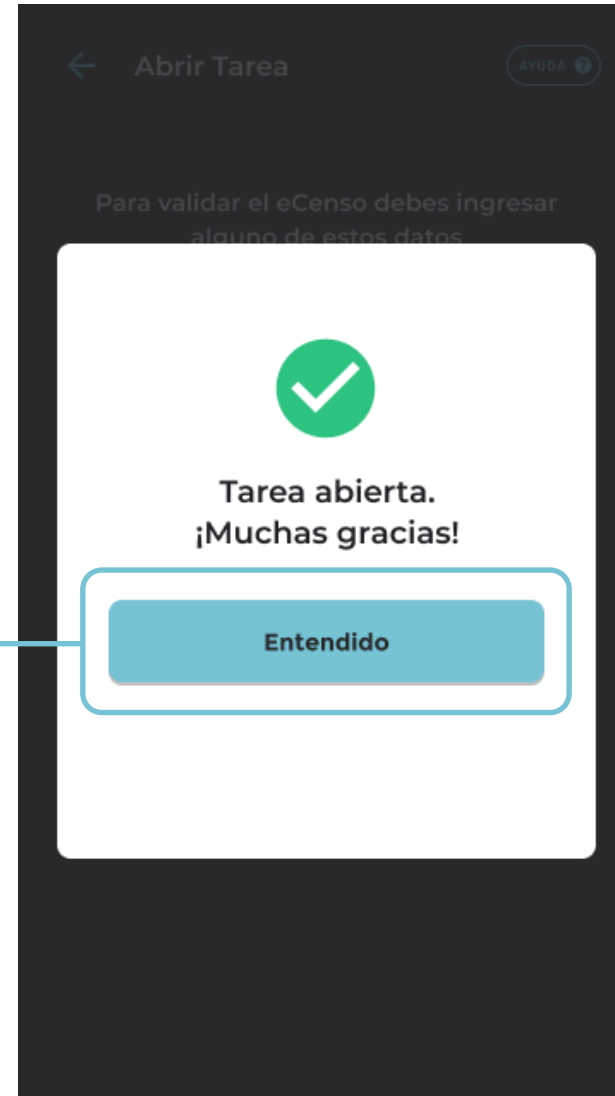 Abrir Tarea
AYUDA ?
Para validar el eCenso debes ingresar
alguno de estos datos
Tarea abierta.
¡Muchas gracias!
Entendido